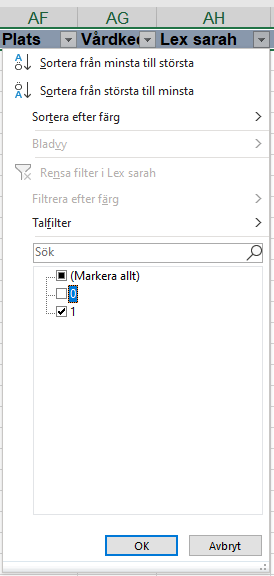 AF AG AH
Plats Vårdked Lex sarah
Sortera från minsta till största
Sortera från största till minsta
Sortera efter färg
Bladvy
Rensa filter i Lex sarah
Filtrera efter färg
Talfilter
Sök
(Markera allt)
0
1
OK Avbryt